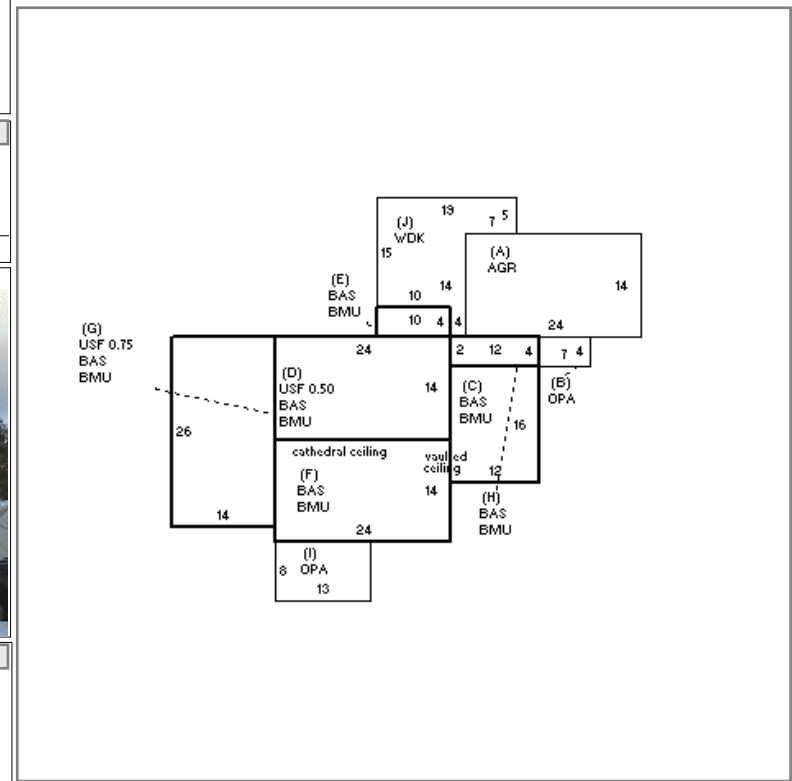 19
7 5
(J)
WDK
15
(A)
AGR
14
14
(E)
BAS
BMU
10
10 4 4
24
(G)
USF 0.75
BAS
BMU
24
2 12 4
7 4
(D)
USF 0.50
BAS
BMU
14
(C)
BAS
BMU
(B)
OPA
16
26
cathedral ceiling
vaulted
ceiling
12
(F)
BAS
BMU
14
(H)
BAS
BMU
14
24
(I)
OPA
8
13